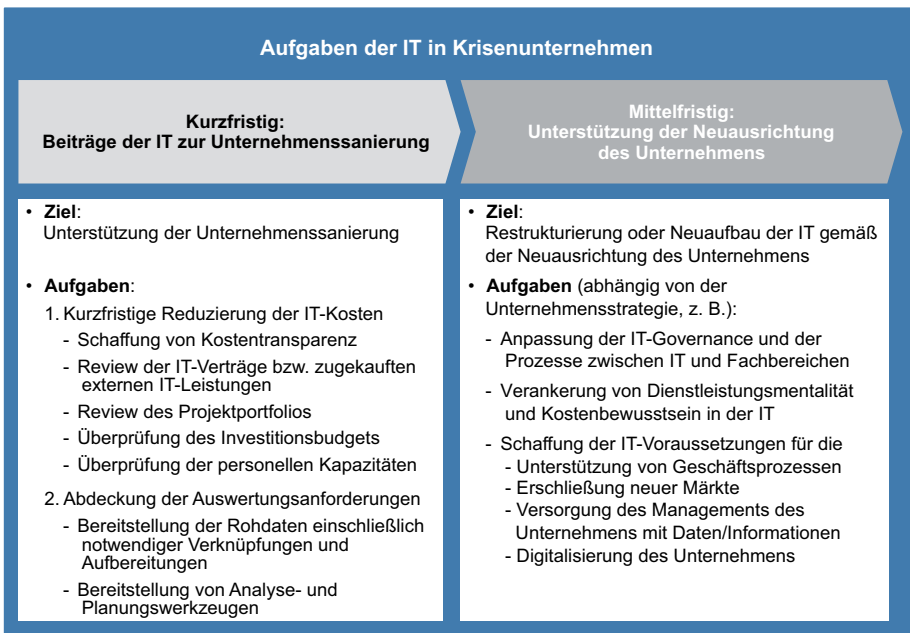 Aufgaben der IT in Krisenunternehmen
Kurzfristig:
Beiträge der IT zur Unternehmenssanierung
Mittelfristig:
Unterstützung der Neuausrichtung
des Unternehmens
• Ziel:
Unterstützung der Unternehmenssanierung
• Aufgaben:
1. Kurzfristige Reduzierung der IT-Kosten
- Schaffung von Kostentransparenz
- Review der IT-Verträge bzw. zugekauften
externen IT-Leistungen
- Review des Projektportfolios
- Überprüfung des Investitionsbudgets
- Überprüfung der personellen Kapazitäten
2. Abdeckung der Auswertungsanforderungen
- Bereitstellung der Rohdaten einschließlich
notwendiger Verknüpfungen und
Aufbereitungen
- Bereitstellung von Analyse- und
Planungswerkzeugen
• Ziel:
Restrukturierung oder Neuaufbau der IT gemäß
der Neuausrichtung des Unternehmens
• Aufgaben (abhängig von der
Unternehmensstrategie, z. B.):
- Anpassung der IT-Governance und der
Prozesse zwischen IT und Fachbereichen
- Verankerung von Dienstleistungsmentalität
und Kostenbewusstsein in der IT
- Schaffung der IT-Voraussetzungen für die
- Unterstützung von Geschäftsprozessen
- Erschließung neuer Märkte
- Versorgung des Managements des
Unternehmens mit Daten/Informationen
- Digitalisierung des Unternehmens